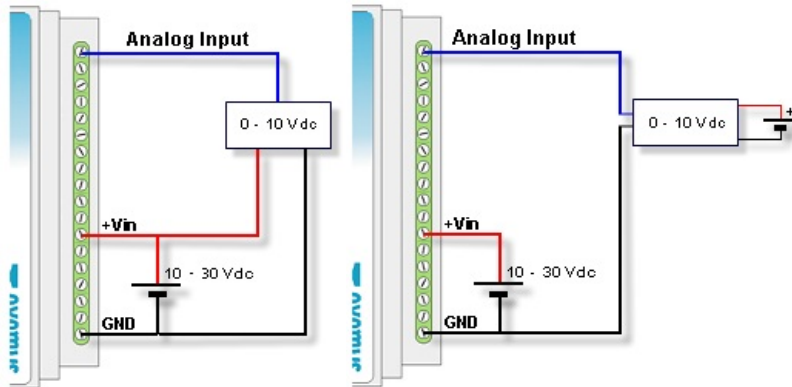 Analog Input
0 - 10 Vdc
+Vin
10 - 30 Vdc
GND
Analog Input
0 - 10 Vdc
+
+Vin
10 - 30 Vdc
GND